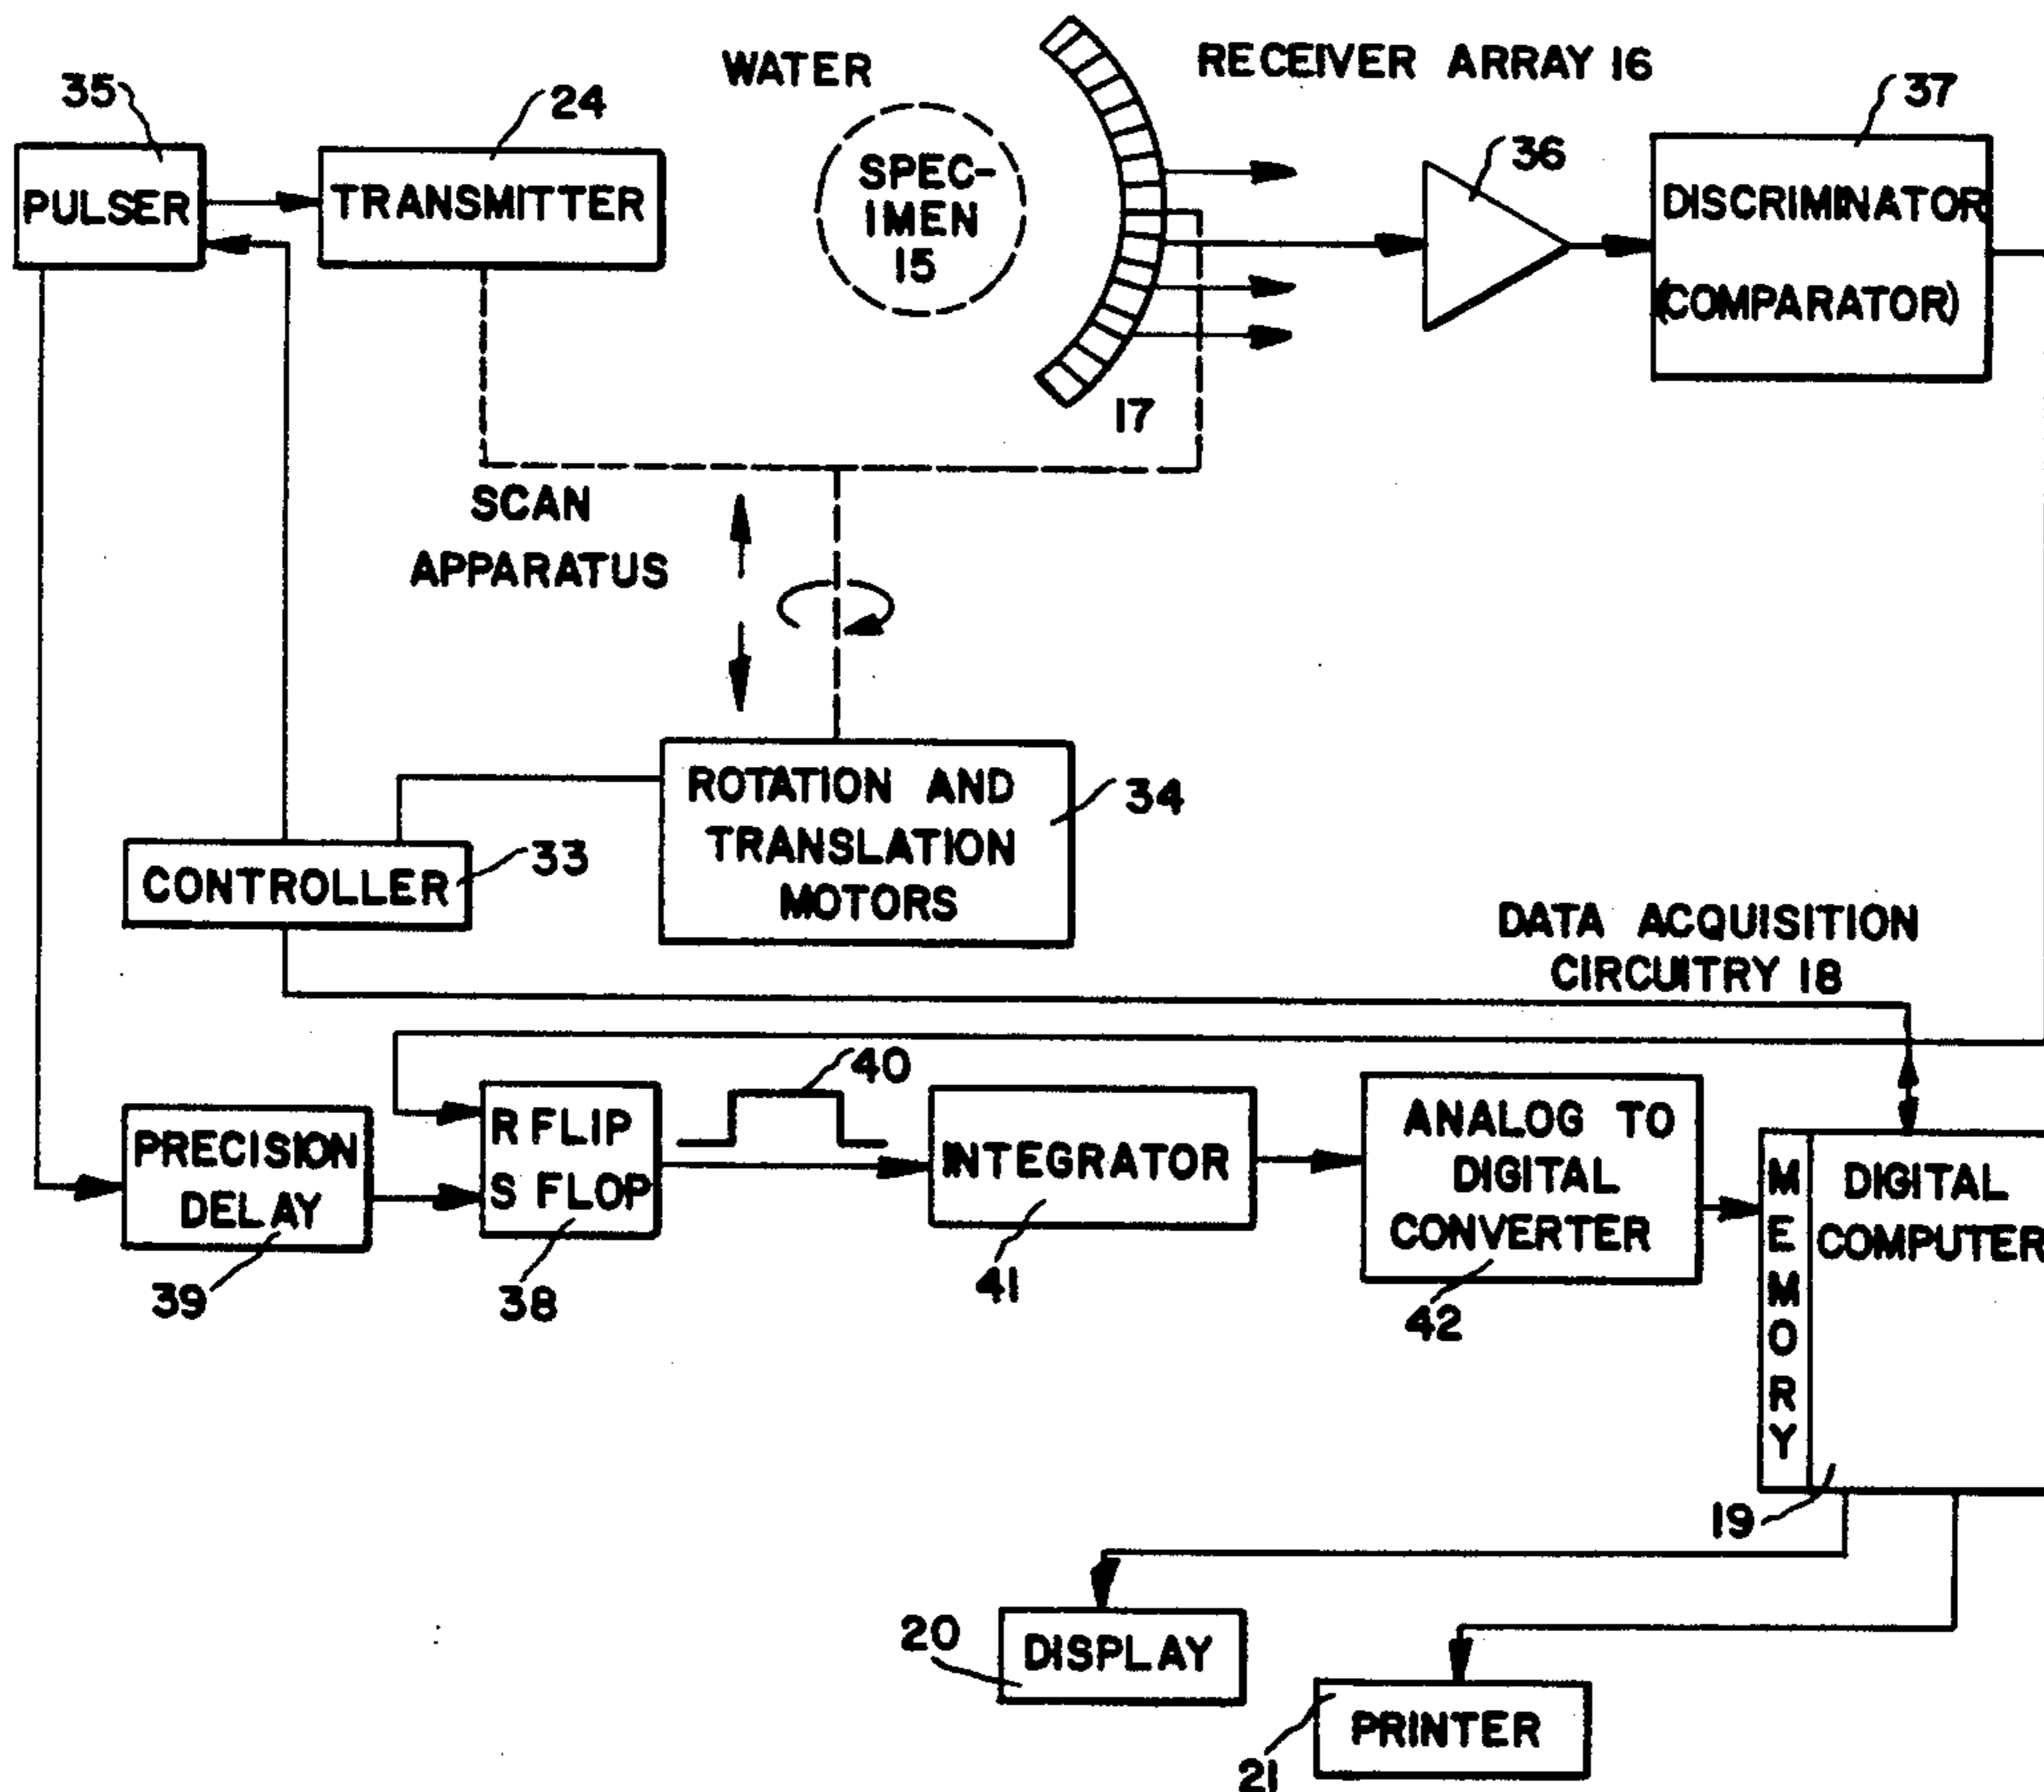 WATER
RECEIVER ARRAY 16
35
24
37
36
PULSER
TRANSMITTER
SPEC-
IMEN
15
DISCRIMINATOR
(COMPARATOR)
17
SCAN
APPARATUS
ROTATION AND
TRANSLATION
MOTORS
34
CONTROLLER
33
DATA ACQUISITION
CIRCUITRY 18
40
PRECISION
DELAY
39
R FLIP
S FLOP
38
INTEGRATOR
41
ANALOG TO
DIGITAL
CONVERTER
42
MEMORY
DIGITAL
COMPUTER
19
20
DISPLAY
21
PRINTER